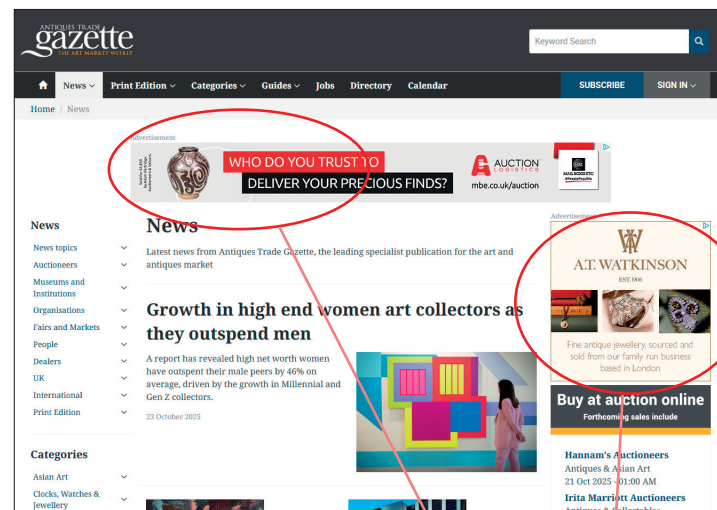 ANTIQUES TRADE
gazette
THE ART MARKET WEEKLY
Keyword Search
News
Print Edition
Categories
Guides
Jobs
Directory
Calendar
SUBSCRIBE
SIGN IN
Home / News
Advertisement
WHO DO YOU TRUST TO
DELIVER YOUR PRECIOUS FINDS?
AUCTION
LOGISTICS
mbe.co.uk/auction
MAIL BOXES ETC.
#PeoplePossible
News
News topics
Auctioneers
Museums and
Institutions
Organisations
Fairs and Markets
People
Dealers
UK
International
Print Edition
Categories
Asian Art
Clocks, Watches &
Jewellery
News
Latest news from Antiques Trade Gazette, the leading specialist publication for the art and
antiques market
Growth in high end women art collectors as
they outspend men
A report has revealed high net worth women
have outspent their male peers by 46% on
average, driven by the growth in Millennial and
Gen Z collectors.
23 October 2025
Advertisement
A.T. WATKINSON
EST. 1906
Fine antique jewellery, sourced and
sold from our family run business
based in London
Buy at auction online
Forthcoming sales include
Hannam's Auctioneers
Antiques & Asian Art
21 Oct 2025 - 01:00 AM
Irita Marriott Auctioneers
Antiques & Collectables